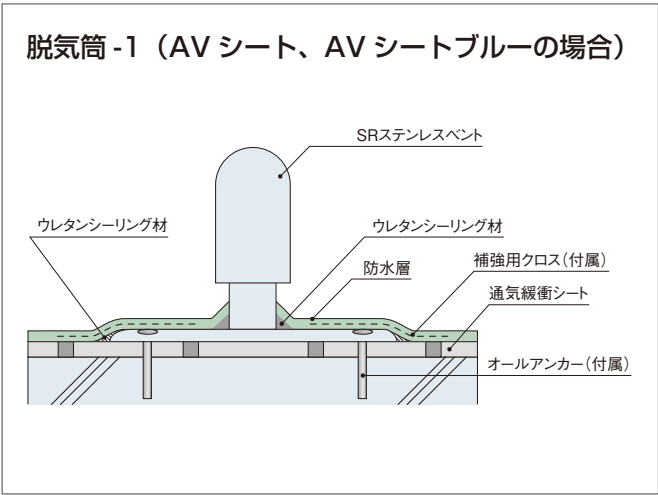 脱気筒 -1（AV シート、AV シートブルーの場合）
SRステンレスベント
ウレタンシーリング材
ウレタンシーリング材
防水層
補強用クロス（付属）
通気緩衝シート
オールアンカー（付属）